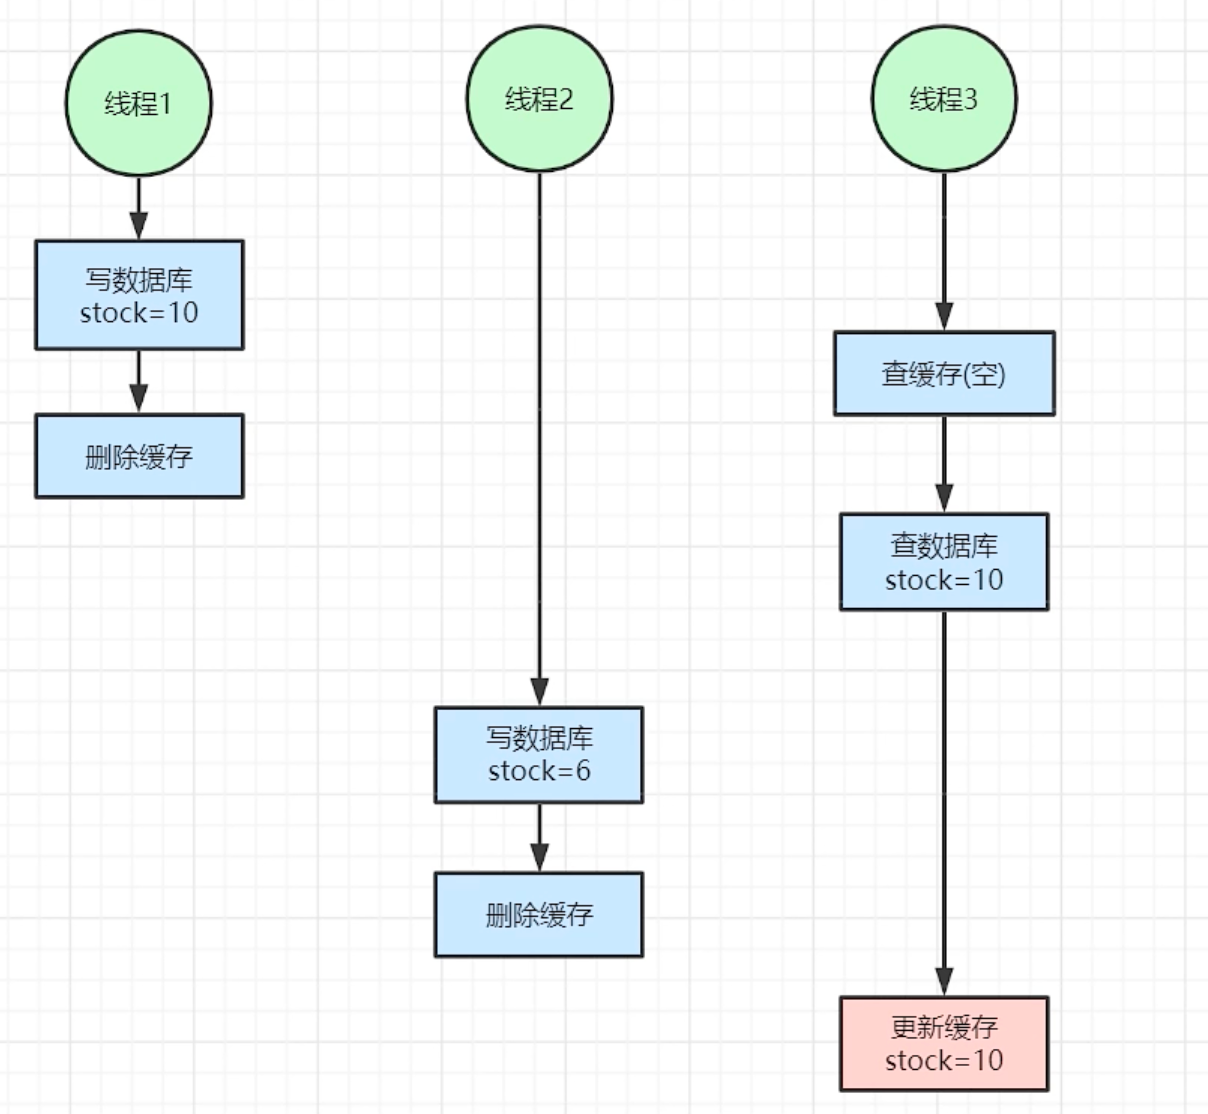 线程1
写数据库
stock=10
删除缓存
线程2
写数据库
stock=6
删除缓存
线程3
查缓存(空)
查数据库
stock=10
更新缓存
stock=10